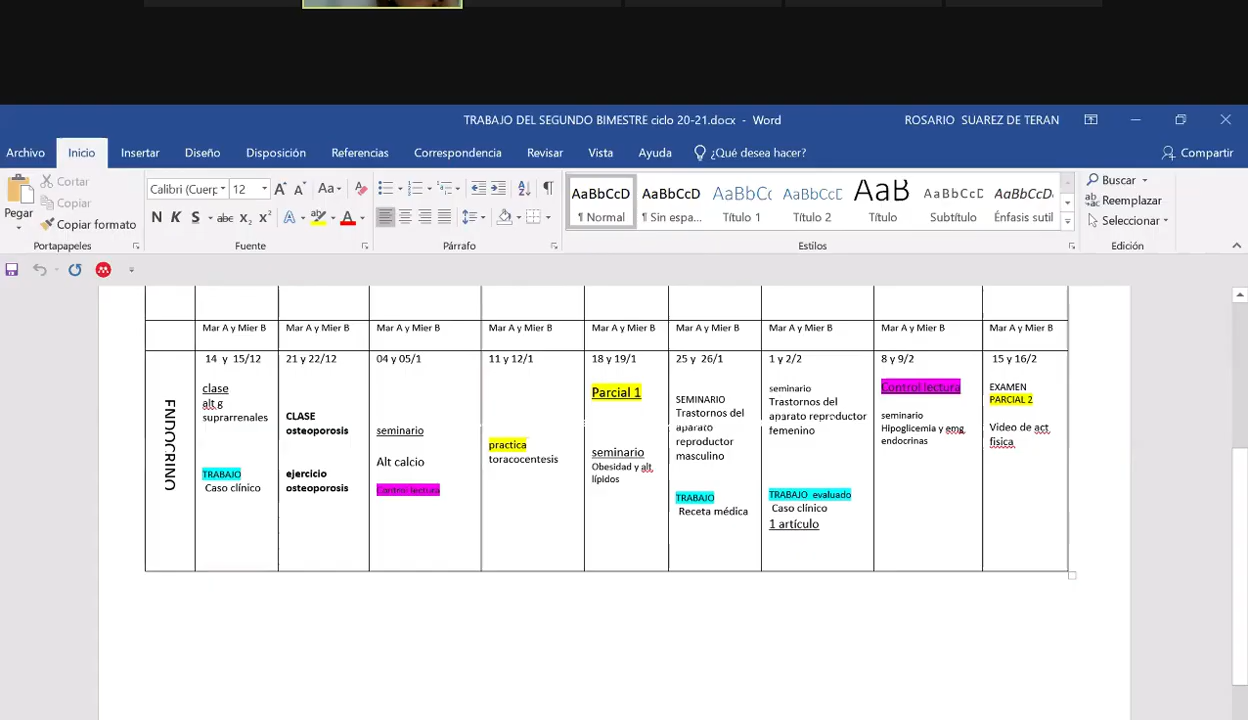 TRABAJO DEL SEGUNDO BIMESTRE ciclo 20-21.docx - Word
ROSARIO SUAREZ DE TERAN
Archivo Inicio Insertar Diseño Disposición Referencias Correspondencia Revisar Vista Ayuda ¿Qué desea hacer? Compartir
Pegar
Cortar
Copiar
Copiar formato
Portapapeles
Calibri (Cuerp 12
N K S abc x₂ x²
Fuente
Párrafo
AaBbCcD AaBbCcD AaBbCc AaBbCcD AaB AaBbCcD AaBbCcD
¶ Normal ¶ Sin espa... Título 1 Título 2 Título Subtítulo Énfasis sutil
Estilos
Buscar
Reemplazar
Seleccionar
Edición
Mar A y Mier B Mar A y Mier B Mar A y Mier B Mar A y Mier B Mar A y Mier B Mar A y Mier B Mar A y Mier B Mar A y Mier B Mar A y Mier B
ENDOCRINO
14 y 15/12
clase
alt g
suprarrenales
TRABAJO
Caso clínico
21 y 22/12
CLASE
osteoporosis
ejercicio
osteoporosis
04 y 05/1
seminario
Alt calcio
Control lectura
11 y 12/1
practica
toracocentesis
18 y 19/1
Parcial 1
seminario
Obesidad y alt
lípidos
25 y 26/1
SEMINARIO
Trastornos del
aparato
reproductor
masculino
TRABAJO
Receta médica
1 y 2/2
seminario
Trastornos del
aparato reproductor
femenino
TRABAJO evaluado
Caso clínico
1 artículo
8 y 9/2
Control lectura
seminario
Hipoglicemia y emg
endocrinas
15 y 16/2
EXAMEN
PARCIAL 2
Video de act
fisica